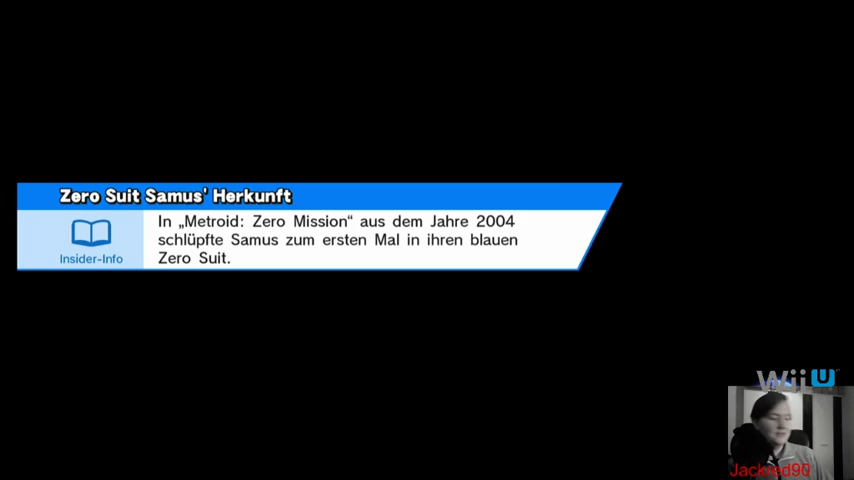 Zero Suit Samus' Herkunft
In „Metroid: Zero Mission“ aus dem Jahre 2004
schlüpfte Samus zum ersten Mal in ihren blauen
Zero Suit.
Insider-Info
Wii U
Jackred90